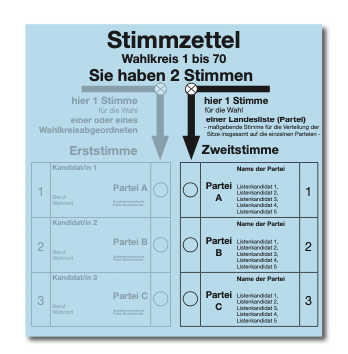 Stimmzettel
Wahlkreis 1 bis 70
Sie haben 2 Stimmen
hier 1 Stimme
für die Wahl
einer oder eines
Wahlkreisabgeordneten
hier 1 Stimme
für die Wahl
einer Landesliste (Partei)
- maßgebende Stimme für die Verteilung der
Sitze insgesamt auf die einzelnen Parteien -
Erststimme
Zweitstimme
Kandidat/in 1
1
Partei A
Beruf
Wohnort
Name der Partei
Partei
A
Listenkandidat 1,
Listenkandidat 2,
Listenkandidat 3,
Listenkandidat 4,
Listenkandidat 5
1
Kandidat/in 2
2
Partei B
Beruf
Wohnort
Name der Partei
Partei
B
Listenkandidat 1,
Listenkandidat 2,
Listenkandidat 3,
Listenkandidat 4,
Listenkandidat 5
2
Kandidat/in 3
3
Partei C
Beruf
Wohnort
Name der Partei
Partei
C
Listenkandidat 1,
Listenkandidat 2,
Listenkandidat 3,
Listenkandidat 4,
Listenkandidat 5
3